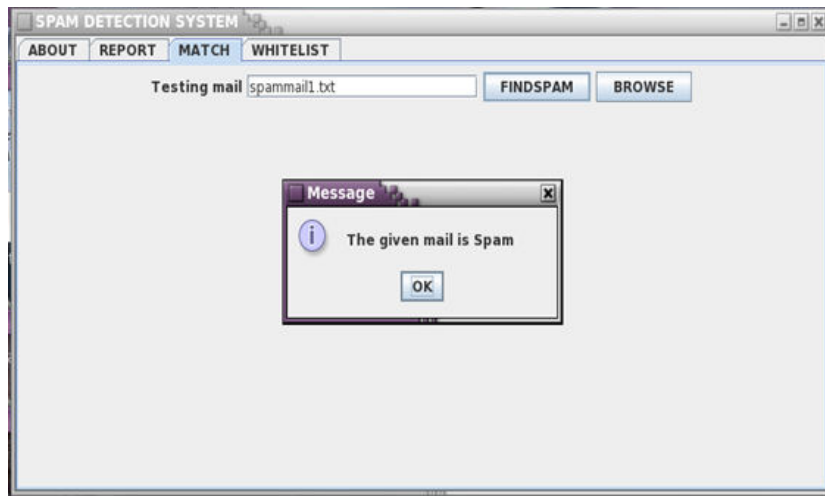 SPAM DETECTION SYSTEM
ABOUT REPORT MATCH WHITELIST
Testing mail spammail1.txt FINDSPAM BROWSE
Message
The given mail is Spam
OK